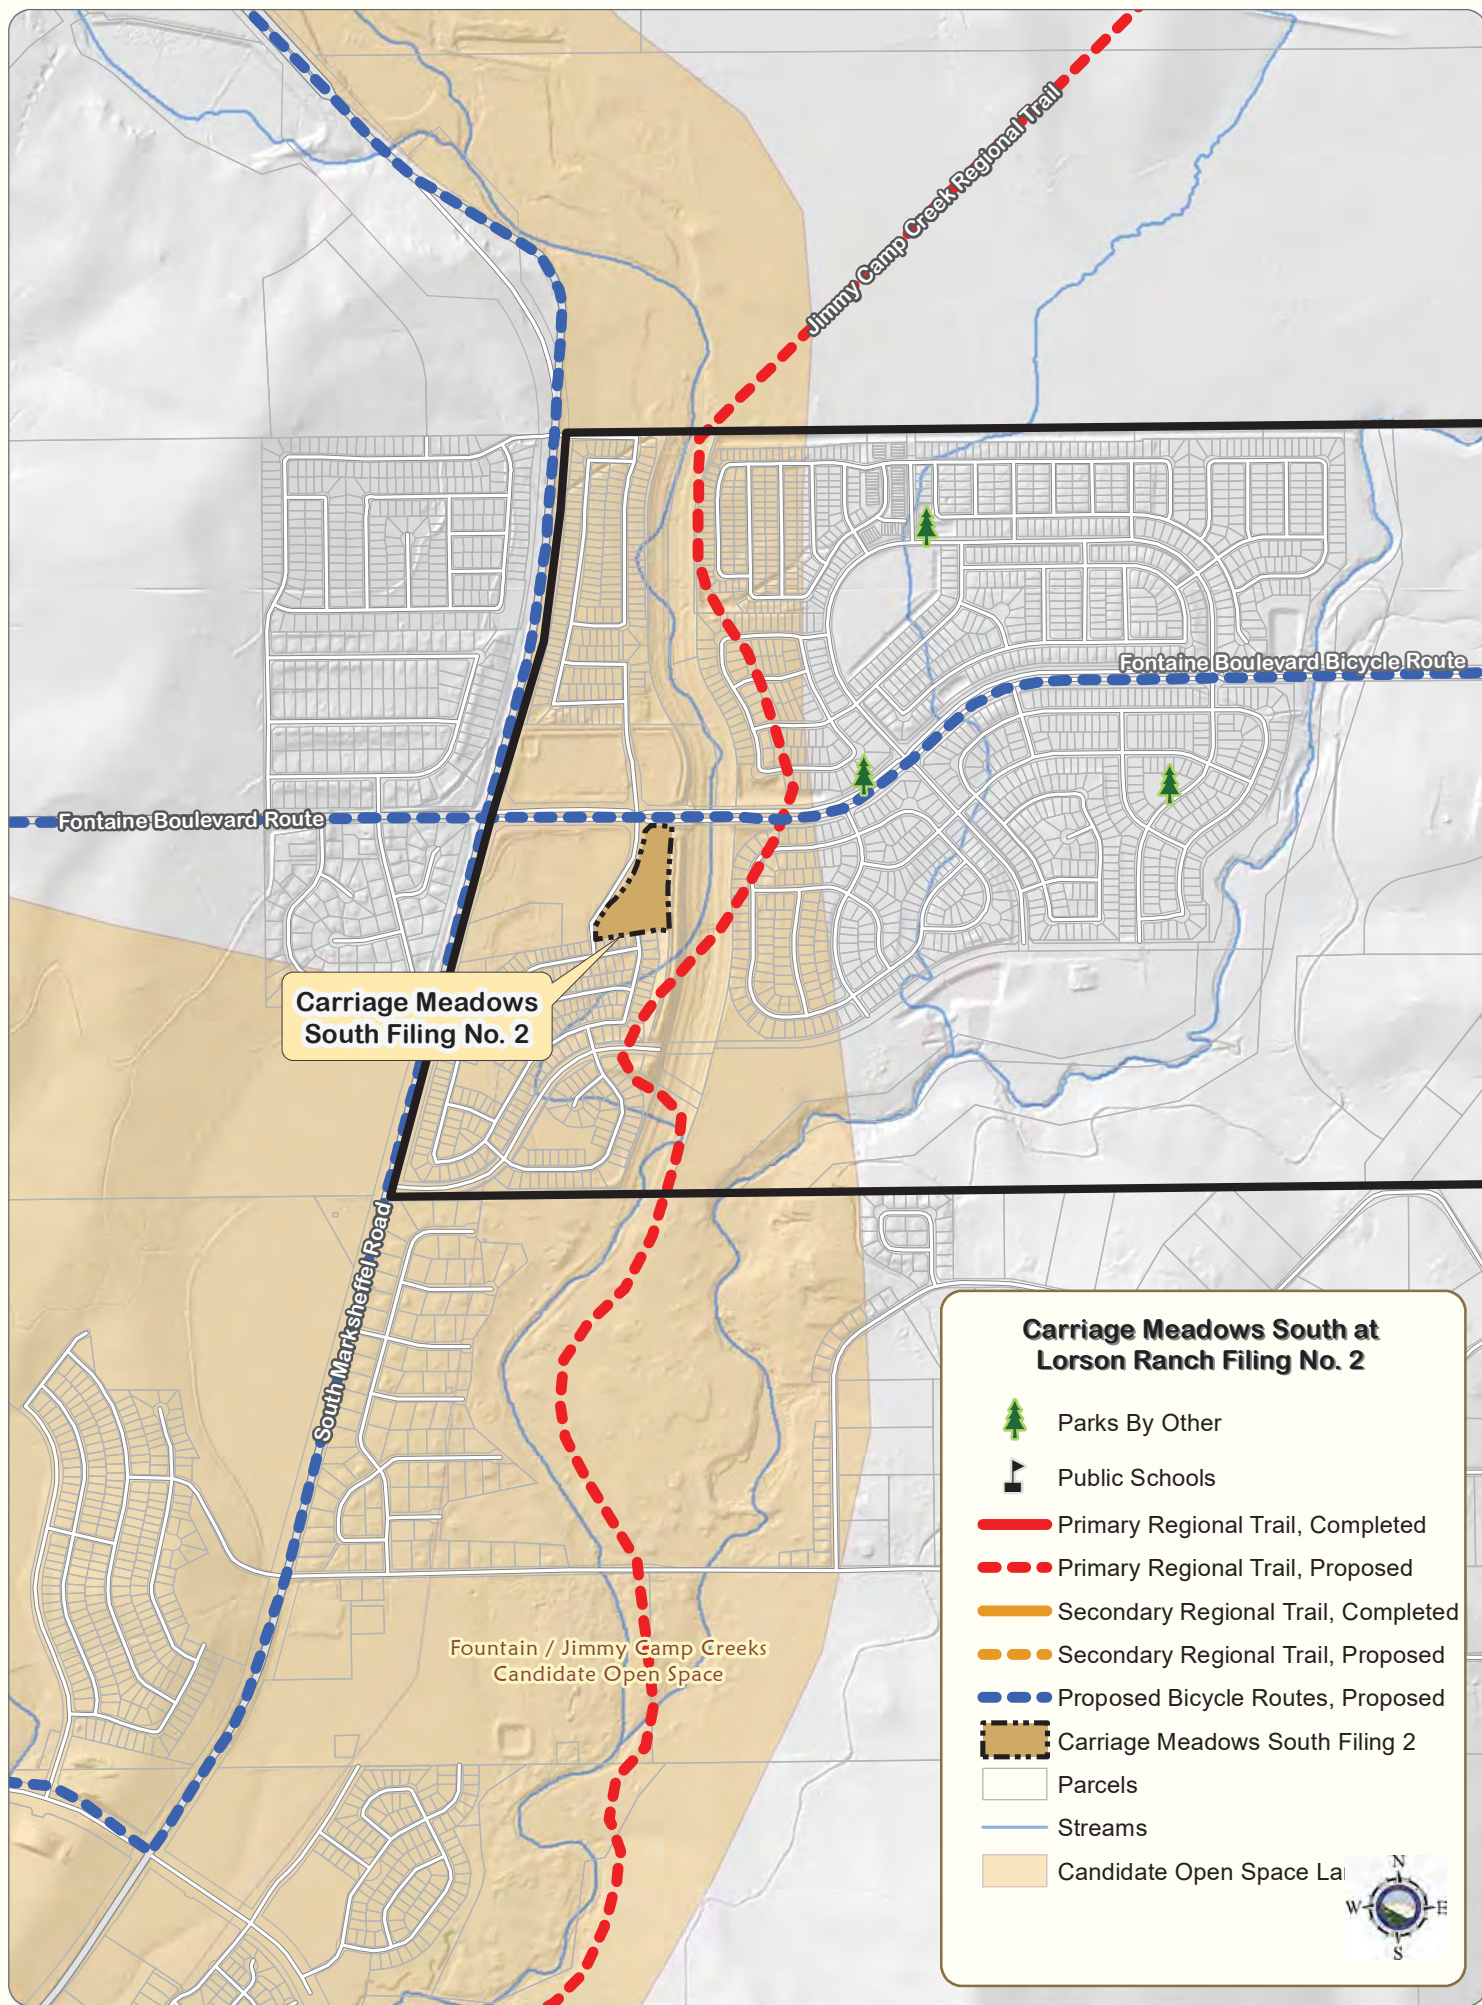 Jimmy Camp Creek Regional Trail
Fontaine Boulevard Bicycle Route
Fontaine Boulevard Route
Carriage Meadows
South Filing No. 2
South Marksheffel Road
Fountain / Jimmy Camp Creeks
Candidate Open Space
Carriage Meadows South at
Lorson Ranch Filing No. 2
Parks By Other
Public Schools
Primary Regional Trail, Completed
Primary Regional Trail, Proposed
Secondary Regional Trail, Completed
Secondary Regional Trail, Proposed
Proposed Bicycle Routes, Proposed
Carriage Meadows South Filing 2
Parcels
Streams
Candidate Open Space La
N
W E
S